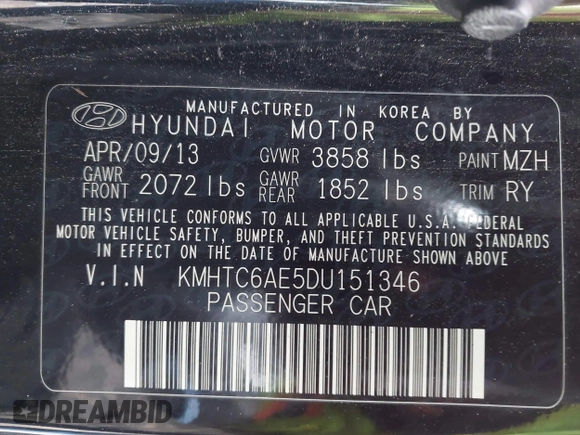 MANUFACTURED IN KOREA BY
HYUNDAI MOTOR COMPANY
APR/09/13 GVWR 3858 lbs PAINT MZH
GAWR FRONT 2072 lbs GAWR REAR 1852 lbs TRIM RY
THIS VEHICLE CONFORMS TO ALL APPLICABLE U.S.A. FEDERAL
MOTOR VEHICLE SAFETY, BUMPER, AND THEFT PREVENTION STANDARDS
IN EFFECT ON THE DATE OF MANUFACTURE SHOWN ABOVE
V.I.N KMHTC6AE5DU151346
PASSENGER CAR
DREAMBID